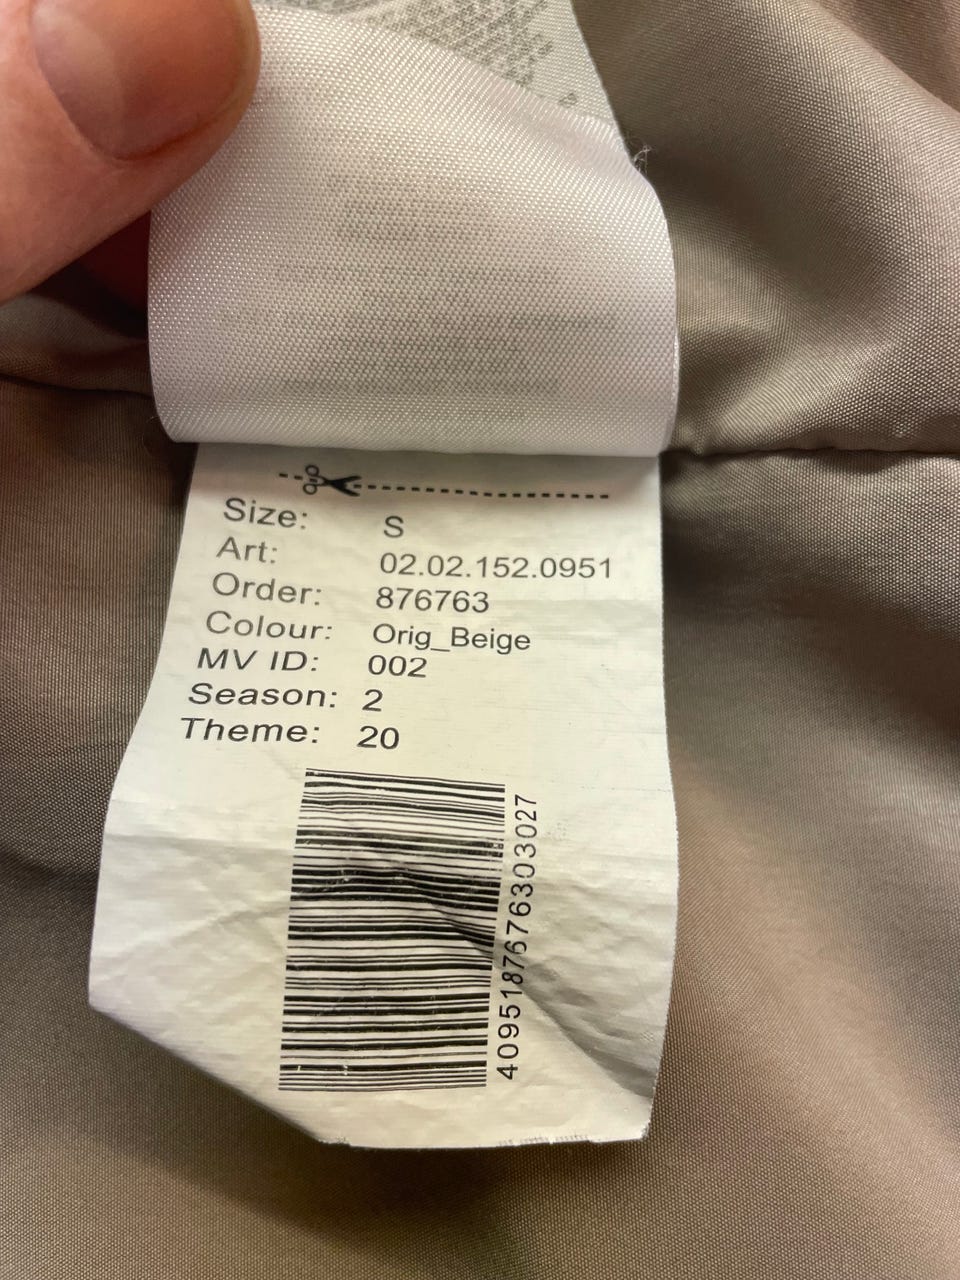 Size: S
Art: 02.02.152.0951
Order: 876763
Colour: Orig_Beige
MV ID: 002
Season: 2
Theme: 20
4095187676303027